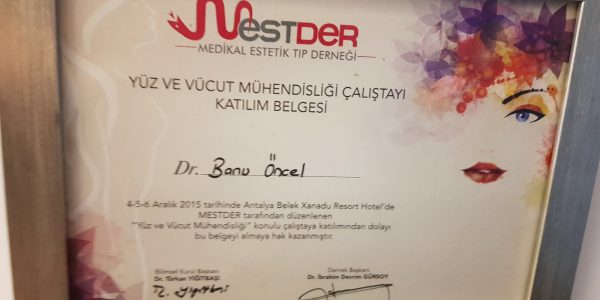 MESTDER
MEDİKAL ESTETİK TIP DERNEĞİ
YÜZ VE VÜCUT MÜHENDİSLİĞİ ÇALIŞTAYI
KATILIM BELGESİ
Dr. Banu Öncel
4-5-6 Aralık 2015 tarihinde Antalya Belek Xanadu Resort Hotel'de
MESTDER tarafından düzenlenen
"Yüz ve Vücut Mühendisliği" konulu çalıştaya katılımından dolayı
bu belgeyi almaya hak kazanmıştır.
Bilimsel Kurul Başkanı Dernek Başkanı
Dr. Türkan YİĞİTBAŞI Dr. İbrahim Devrim GÜRSOY